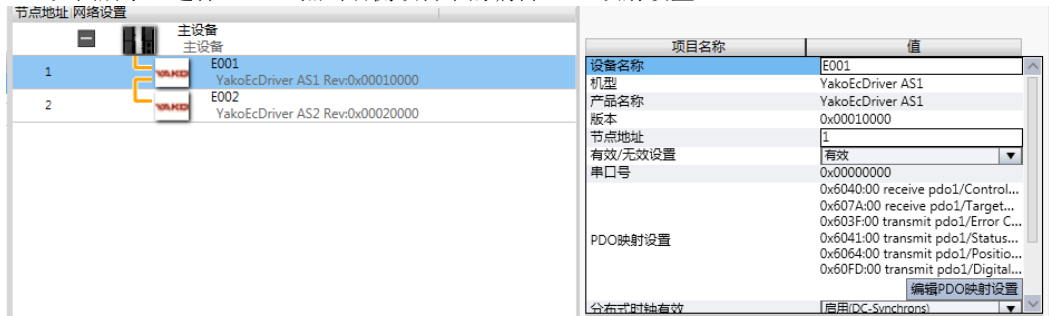 节点地址 网络设置
主设备
主设备
1
YAKO
E001
YakoEcDriver AS1 Rev:0x00010000
2
YAKO
E002
YakoEcDriver AS2 Rev:0x00020000
项目名称 值
设备名称 E001
机型 YakoEcDriver AS1
产品名称 YakoEcDriver AS1
版本 0x00010000
节点地址 1
有效/无效设置 有效
串口号 0x00000000
PDO映射设置
0x6040:00 receive pdo1/Control...
0x607A:00 receive pdo1/Target...
0x603F:00 transmit pdo1/Error C...
0x6041:00 transmit pdo1/Status...
0x6064:00 transmit pdo1/Positio...
0x60FD:00 transmit pdo1/Digital...
编辑PDO映射设置
分布式时钟有效 启用(DC-Synchrons)